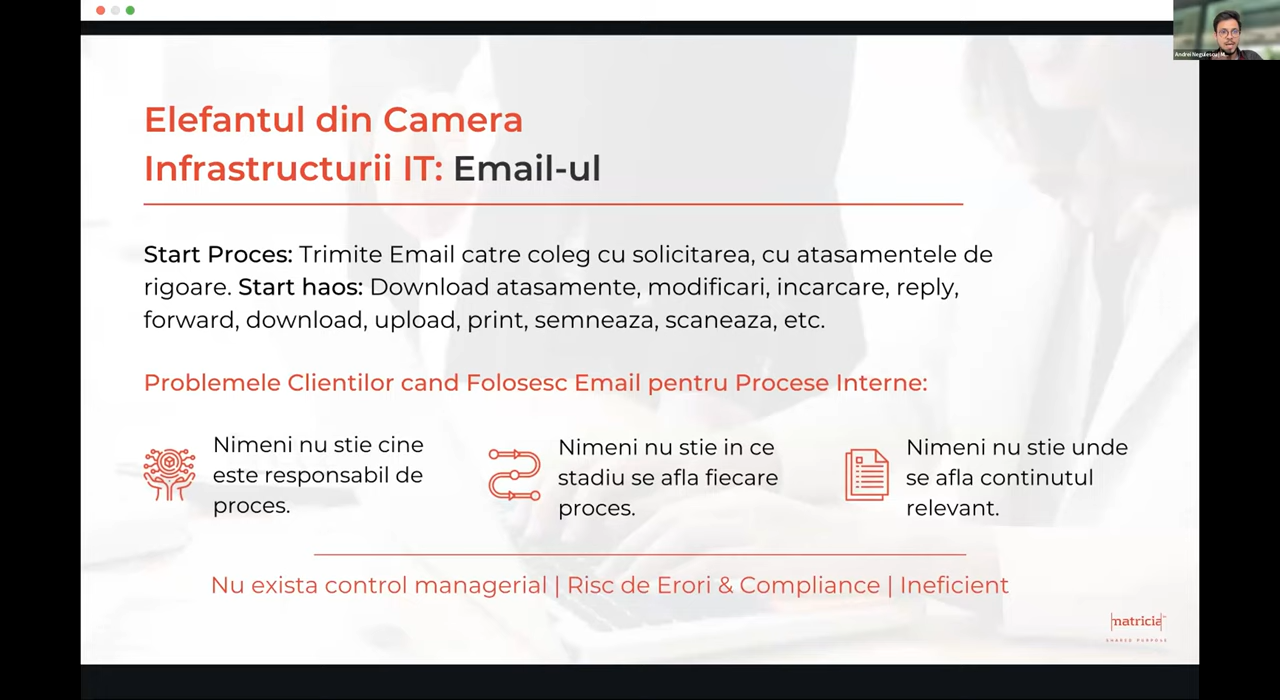 Andrei Negulescu | M...
Elefantul din Camera
Infrastructurii IT: Email-ul
Start Proces: Trimite Email catre coleg cu solicitarea, cu atasamentele de
rigoare. Start haos: Download atasamente, modificari, incarcare, reply,
forward, download, upload, print, semneaza, scaneaza, etc.
Problemele Clientilor cand Folosesc Email pentru Procese Interne:
Nimeni nu stie cine
este responsabil de
proces.
Nimeni nu stie in ce
stadiu se afla fiecare
proces.
Nimeni nu stie unde
se afla continutul
relevant.
Nu exista control managerial | Risc de Erori & Compliance | Ineficient
matricia
SHARED PURPOSE